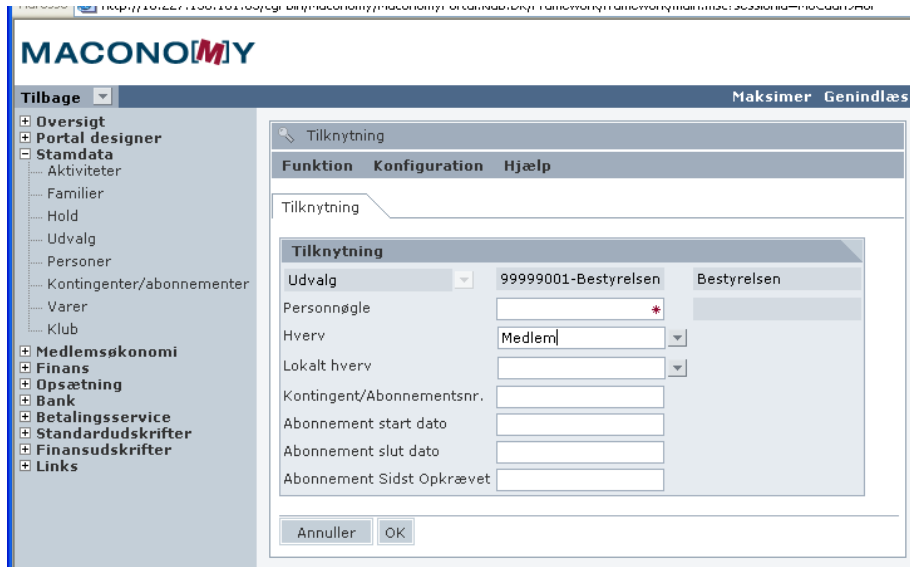 MACONO[M]Y
Tilbage
Maksimer Genindlæs
Oversigt
Portal designer
Stamdata
Aktiviteter
Familier
Hold
Udvalg
Personer
Kontingenter/abonnementer
Varer
Klub
Medlemsøkonomi
Finans
Opsætning
Bank
Betalingsservice
Standardudskrifter
Finansudskrifter
Links
Tilknytning
Funktion Konfiguration Hjælp
Tilknytning
Tilknytning
Udvalg 99999001-Bestyrelsen Bestyrelsen
Personnøgle *
Hverv Medlem
Lokalt hverv
Kontingent/Abonnementsnr.
Abonnement start dato
Abonnement slut dato
Abonnement Sidst Opkrævet
Annuller OK